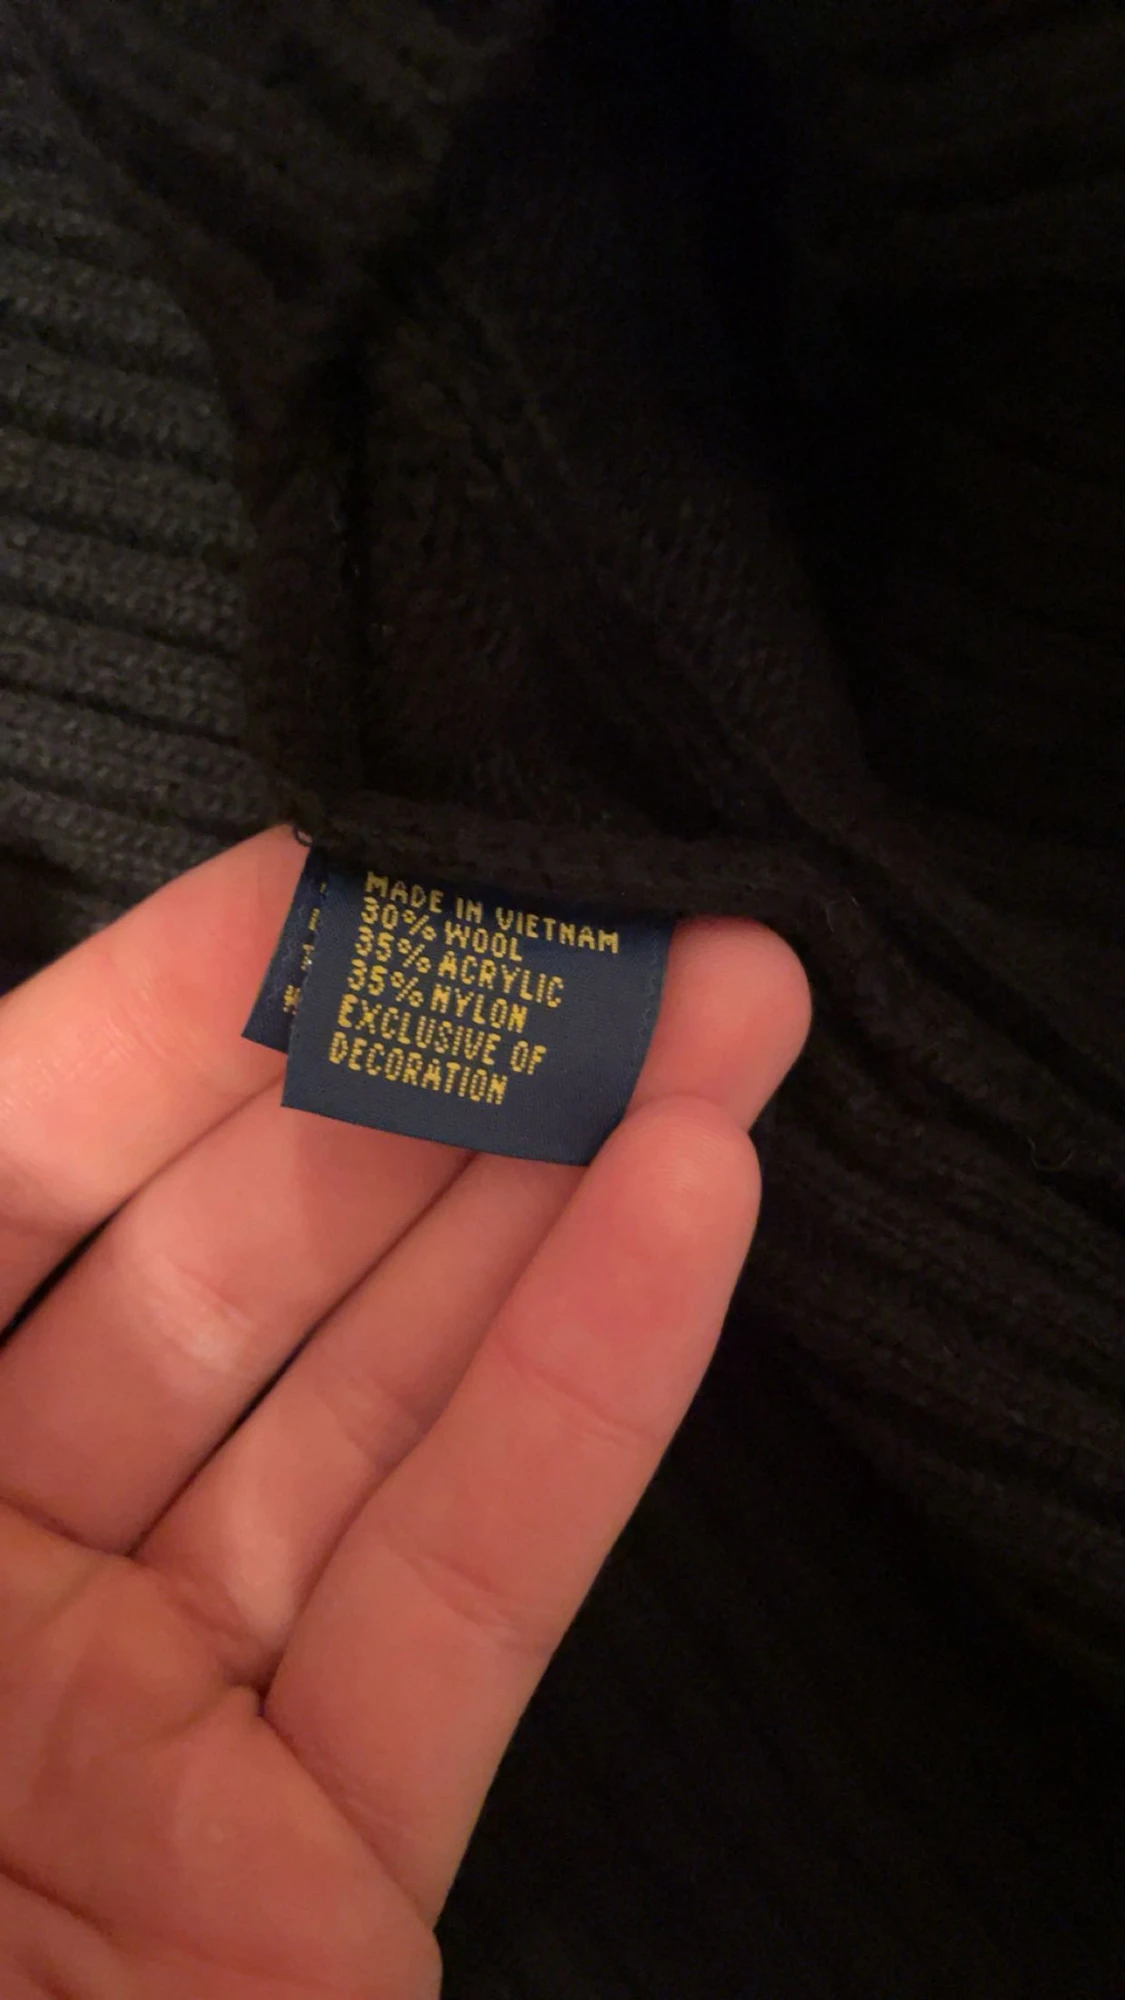 MADE IN VIETNAM
30% WOOL
35% ACRYLIC
35% NYLON
EXCLUSIVE OF
DECORATION